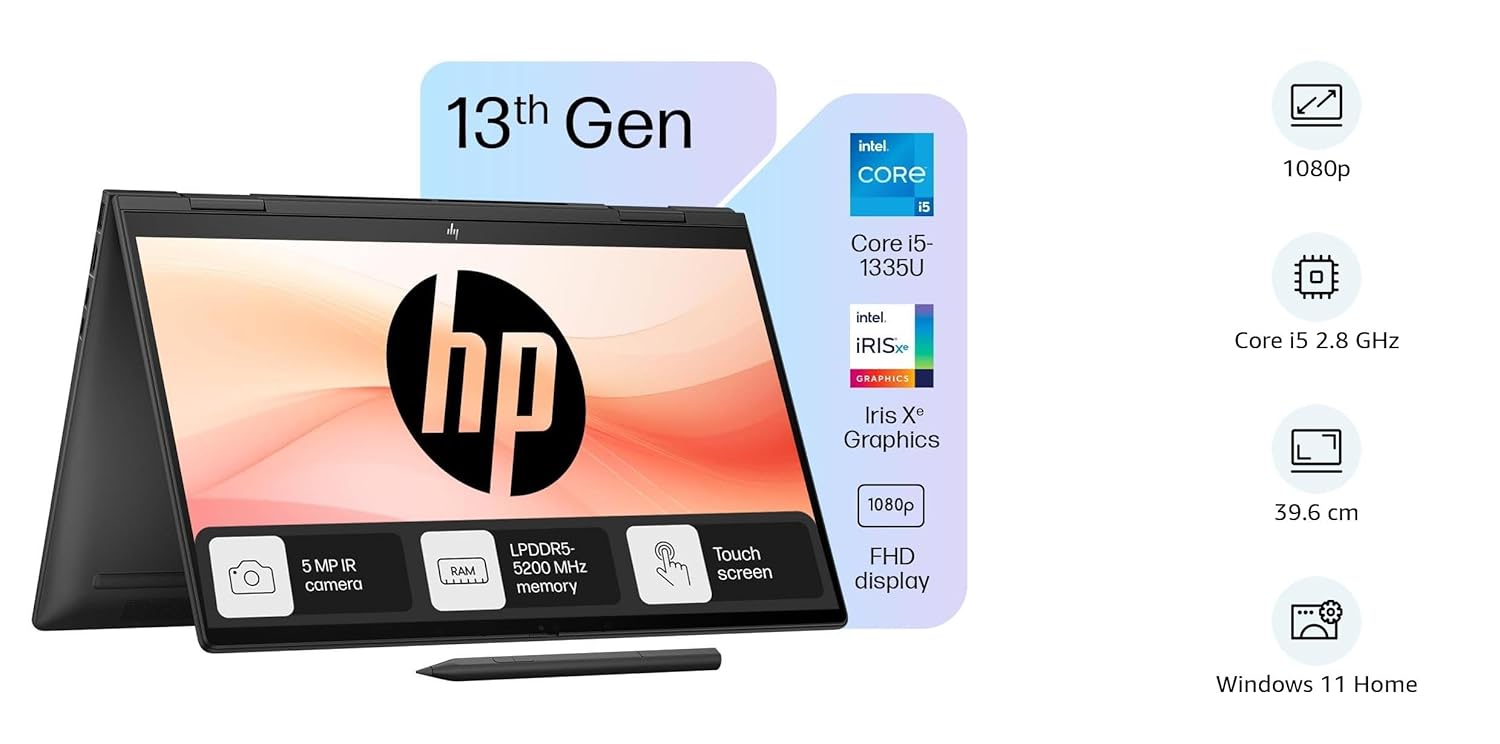 13th Gen
intel.
CORE
i5
Core i5-
1335U
intel.
iRISxe
GRAPHICS
Iris Xe
Graphics
1080p
FHD
display
hp
hp
5 MP IR
camera
RAM
LPDDR5-
5200 MHz
memory
Touch
screen
1080p
Core i5 2.8 GHz
39.6 cm
Windows 11 Home